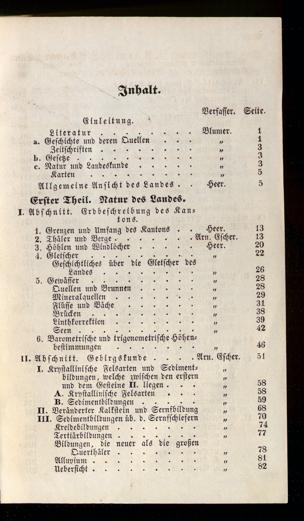 Inhalt.
Verfasser. Seite.
Einleitung.
Literatur . . . . . . . Blumer. 1
a. Geschichte und deren Quellen . . . „ 1
Zeitschriften . . . . . . . „ 3
b. Gesetze . . . . . . . . „ 3
c. Natur und Landeskunde . . . . „ 3
Karten . . . . . . . „ 5
Allgemeine Ansicht des Landes . . Heer. 5
Erster Theil. Natur des Landes.
I. Abschnitt. Erdbeschreibung des Kan-
tons.
1. Grenzen und Umfang des Kantons . . Heer. 13
2. Thäler und Berge . . . . . Arn. Escher. 13
3. Höhlen und Windlöcher . . . . Heer. 20
4. Gletscher . . . . . . . „ 22
Geschichtliches über die Gletscher des
Landes . . . . . . . „ 26
5. Gewässer . . . . . . . „ 28
Quellen und Brunnen . . . . „ 28
Mineralquellen . . . . . . „ 29
Flüsse und Bäche . . . . . „ 31
Brücken . . . . . . . „ 38
Linthkorrektion . . . . . . „ 39
Seen . . . . . . . . „ 42
6. Barometrische und trigonometrische Höhen-
bestimmungen . . . . . . „ 46
II. Abschnitt. Gebirgskunde . . . Arn. Escher. 51
I. Krystallinische Felsarten und Sediment-
bildungen, welche zwischen den erstern
und dem Gesteine II. liegen . . . „ 58
A. Krystallinische Felsarten . . . „ 58
B. Sedimentbildungen . . . . „ 59
II. Veränderter Kalkstein und Sernfbildung „ 68
III. Sedimentbildungen üb. d. Sernfschiefern „ 70
Kreidebildungen . . . . . „ 74
Tertiärbildungen . . . . . „ 77
Bildungen, die neuer als die großen
Querthäler . . . . . . „ 78
Alluvium . . . . . . . „ 81
Uebersicht . . . . . . . „ 82